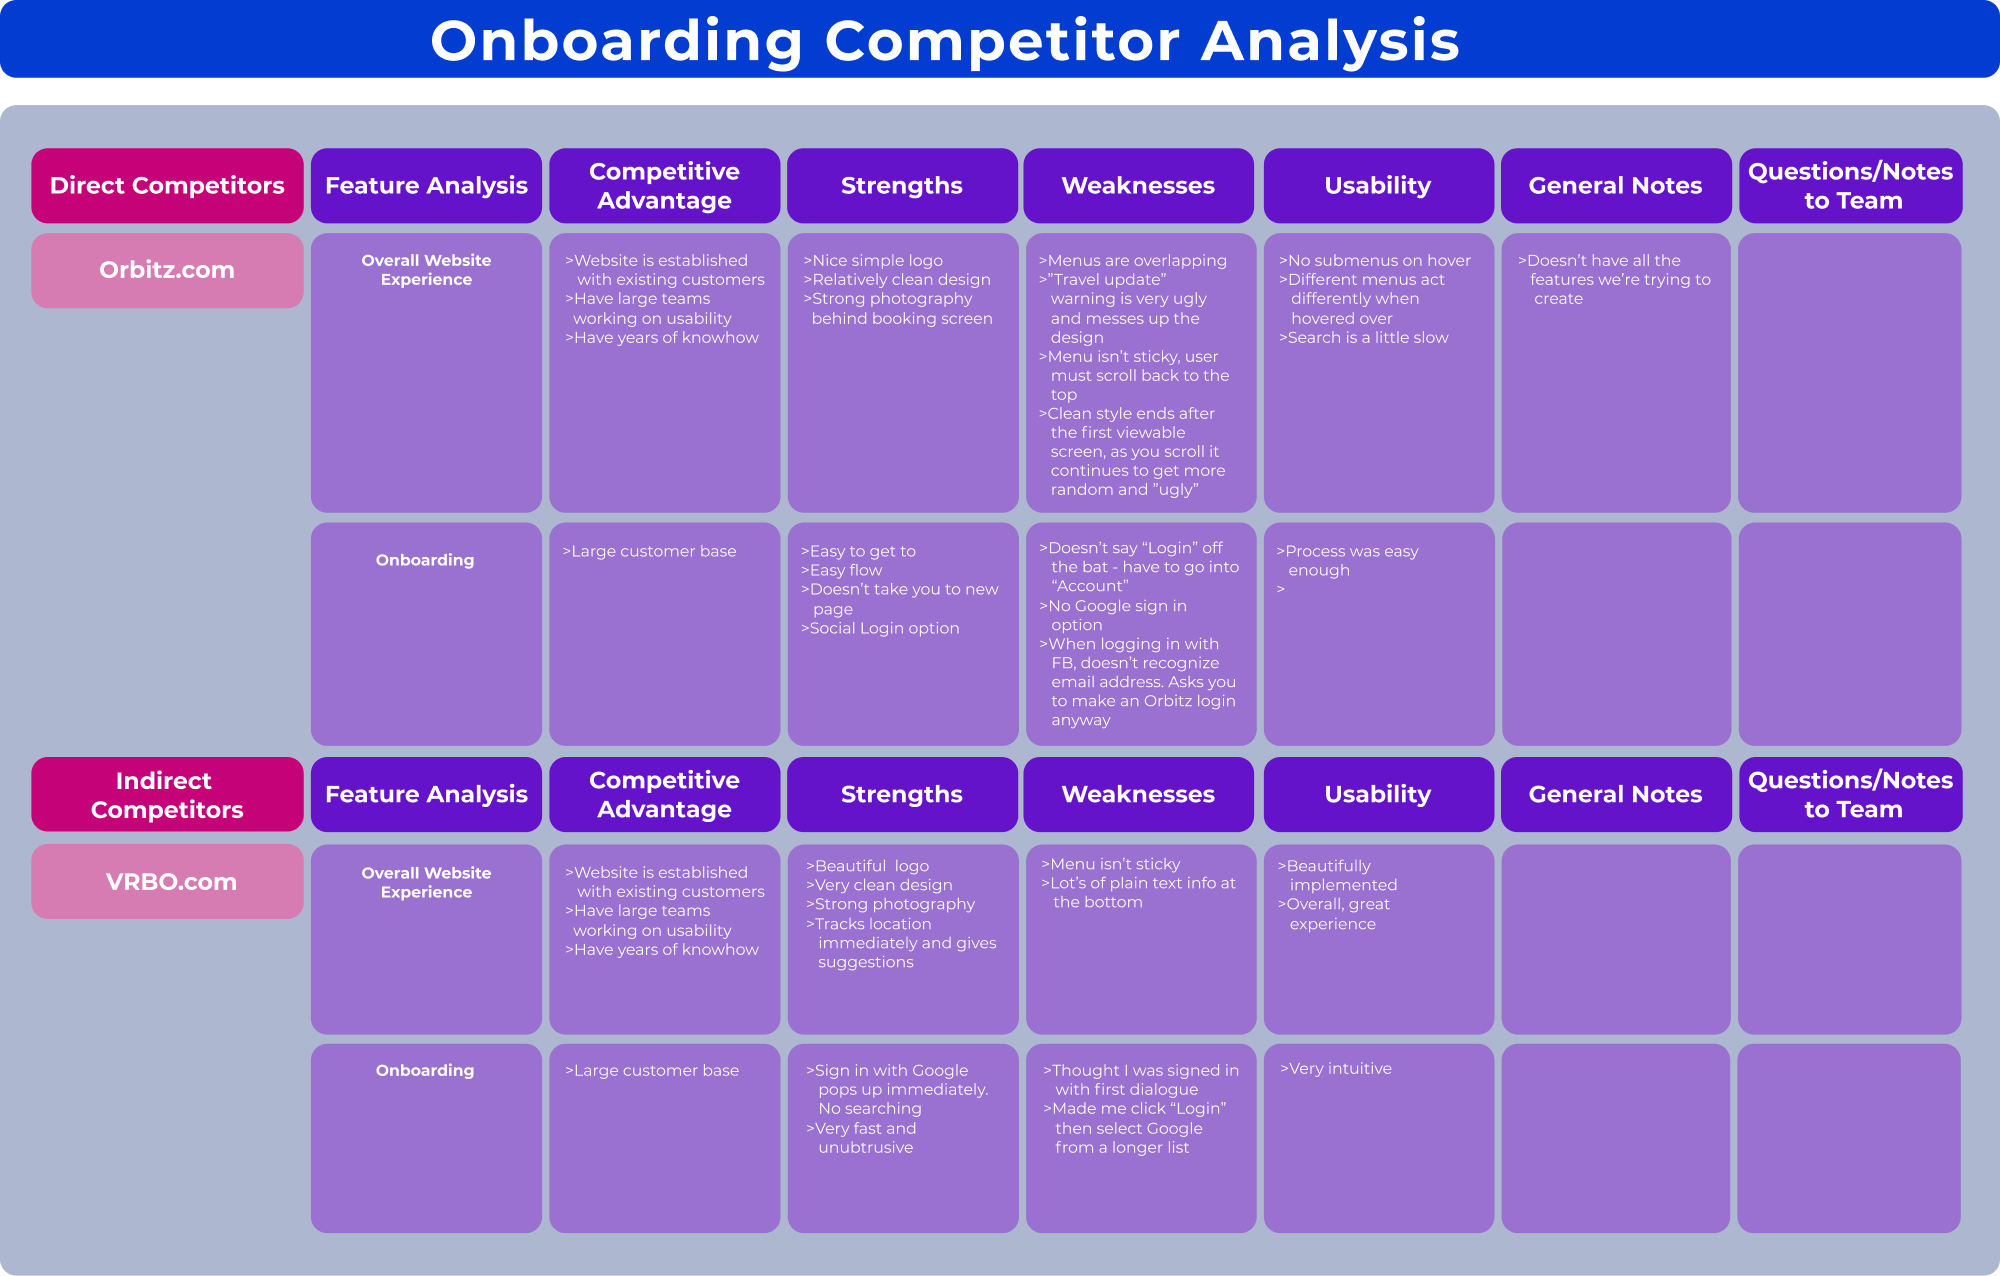 Onboarding Competitor Analysis
Direct Competitors
Feature Analysis
Competitive
Advantage
Strengths
Weaknesses
Usability
General Notes
Questions/Notes
to Team
Orbitz.com
Overall Website
Experience
>Website is established
with existing customers
>Have large teams
working on usability
>Have years of knowhow
>Nice simple logo
>Relatively clean design
>Strong photography
behind booking screen
>Menus are overlapping
>”Travel update”
warning is very ugly
and messes up the
design
>Menu isn’t sticky, user
must scroll back to the
top
>Clean style ends after
the first viewable
screen, as you scroll it
continues to get more
random and ”ugly”
>No submenus on hover
>Different menus act
differently when
hovered over
>Search is a little slow
>Doesn’t have all the
features we’re trying to
create
Onboarding
>Large customer base
>Easy to get to
>Easy flow
>Doesn’t take you to new
page
>Social Login option
>Doesn’t say “Login” off
the bat - have to go into
“Account”
>No Google sign in
option
>When logging in with
FB, doesn’t recognize
email address. Asks you
to make an Orbitz login
anyway
>Process was easy
enough
>
Indirect
Competitors
Feature Analysis
Competitive
Advantage
Strengths
Weaknesses
Usability
General Notes
Questions/Notes
to Team
VRBO.com
Overall Website
Experience
>Website is established
with existing customers
>Have large teams
working on usability
>Have years of knowhow
>Beautiful  logo
>Very clean design
>Strong photography
>Tracks location
immediately and gives
suggestions
>Menu isn’t sticky
>Lot’s of plain text info at
the bottom
>Beautifully
implemented
>Overall, great
experience
Onboarding
>Large customer base
>Sign in with Google
pops up immediately.
No searching
>Very fast and
unubtrusive
>Thought I was signed in
with first dialogue
>Made me click “Login”
then select Google
from a longer list
>Very intuitive